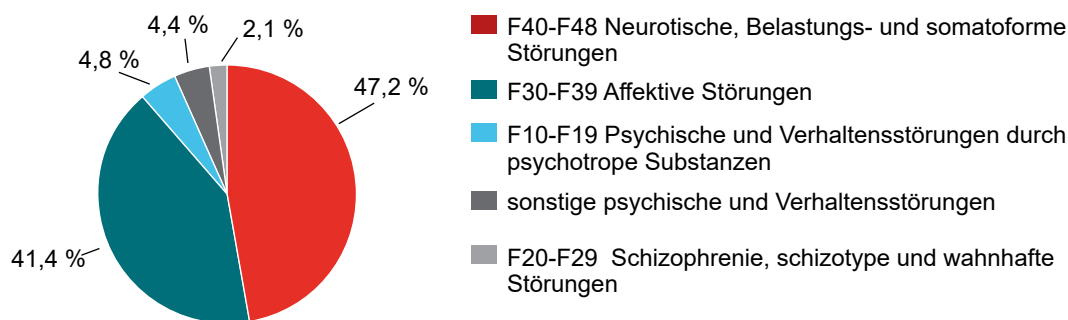 4,4 %
2,1 %
4,8 %
47,2 %
41,4 %
F40-F48 Neurotische, Belastungs- und somatoforme
Störungen
F30-F39 Affektive Störungen
F10-F19 Psychische und Verhaltensstörungen durch
psychotrope Substanzen
sonstige psychische und Verhaltensstörungen
F20-F29  Schizophrenie, schizotype und wahnhafte
Störungen